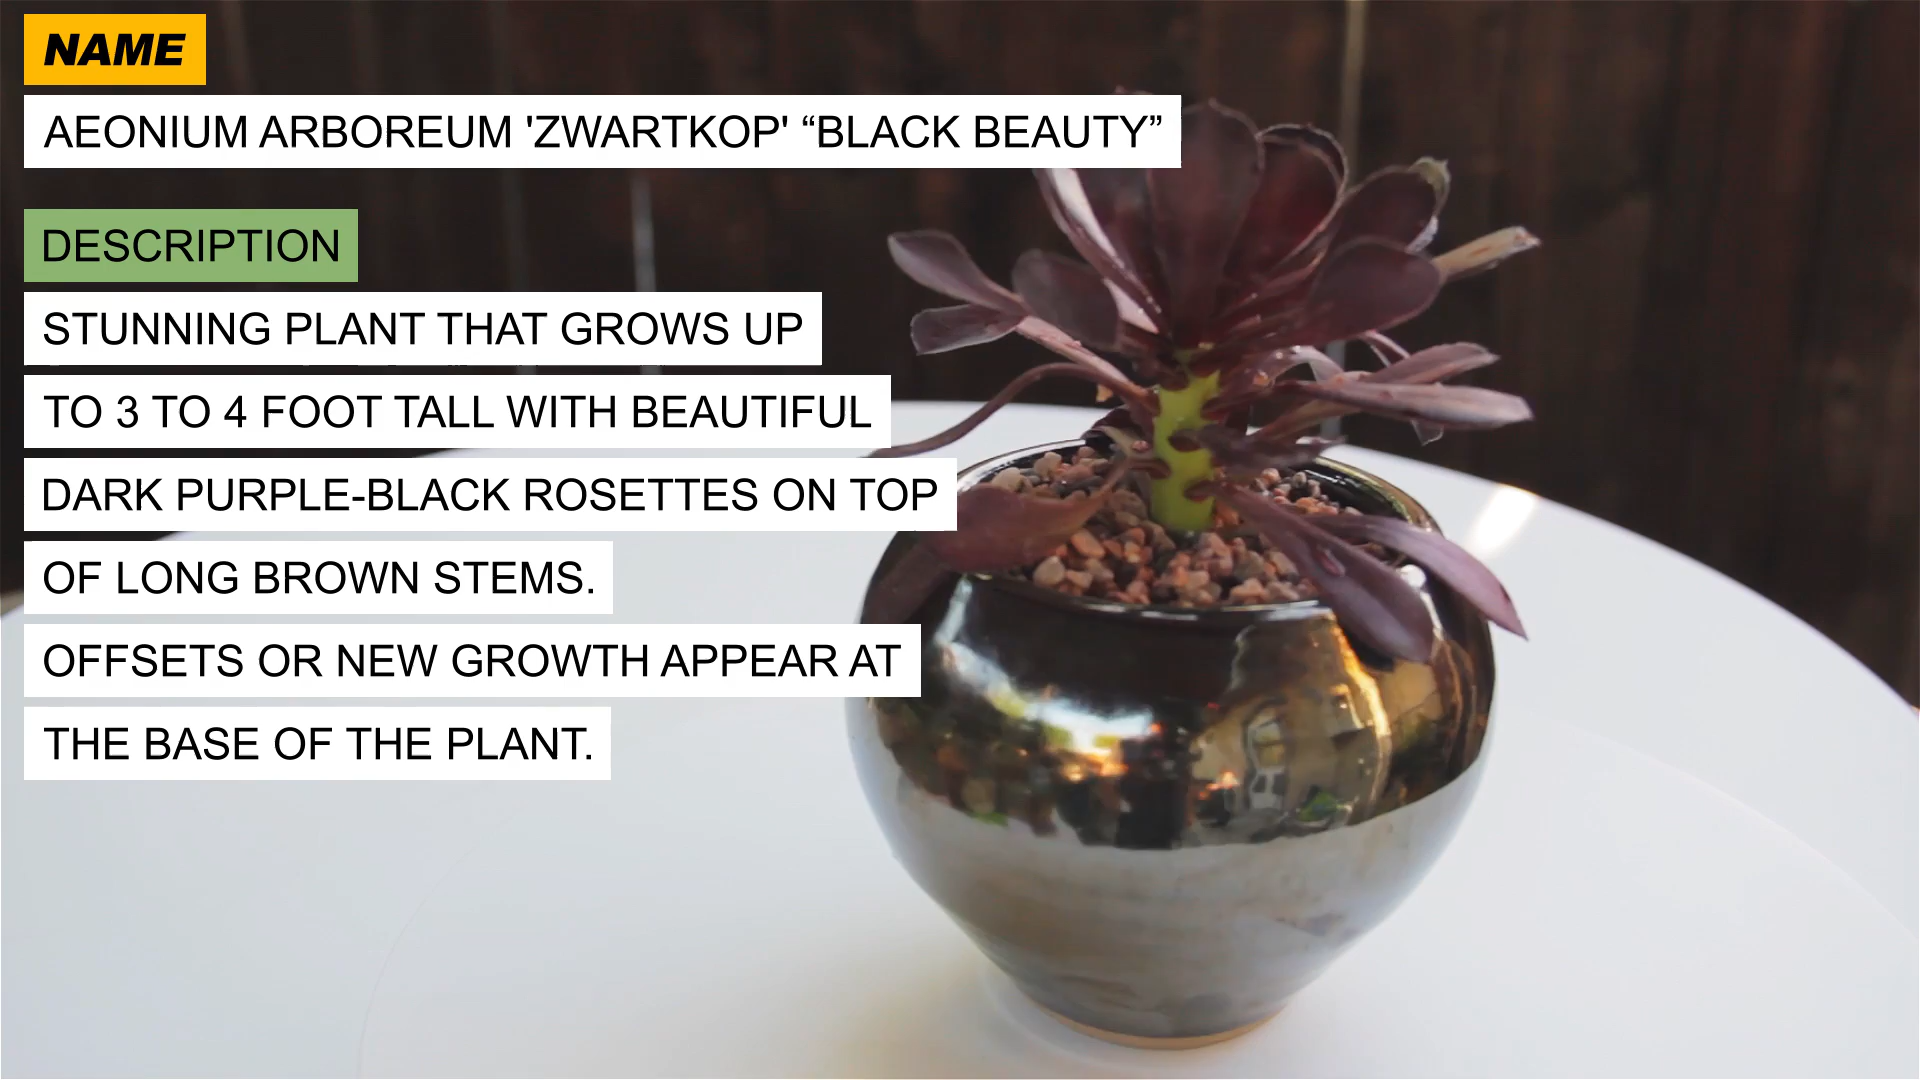 NAME
AEONIUM ARBOREUM 'ZWARTKOP' “BLACK BEAUTY”
DESCRIPTION
STUNNING PLANT THAT GROWS UP
TO 3 TO 4 FOOT TALL WITH BEAUTIFUL
DARK PURPLE-BLACK ROSETTES ON TOP
OF LONG BROWN STEMS.
OFFSETS OR NEW GROWTH APPEAR AT
THE BASE OF THE PLANT.